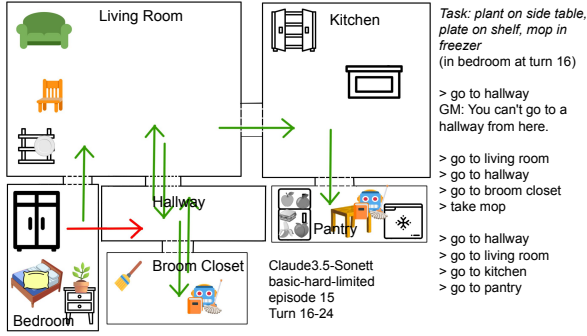 Living Room
Kitchen
Hallway
Pantry
Broom Closet
Bedroom
Claude3.5-Sonett
basic-hard-limited
episode 15
Turn 16-24
Task: plant on side table,
plate on shelf, mop in
freezer
(in bedroom at turn 16)
> go to hallway
GM: You can't go to a
hallway from here.
> go to living room
> go to hallway
> go to broom closet
> take mop
> go to hallway
> go to living room
> go to kitchen
> go to pantry